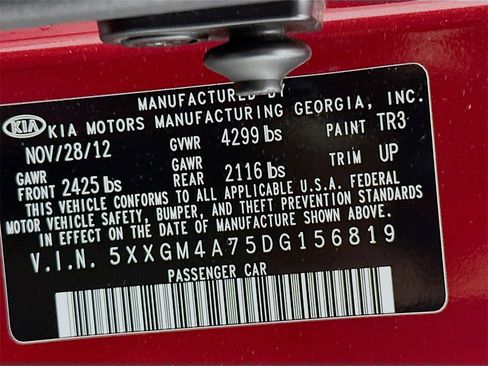 MANUFACTURED BY
KIA KIA MOTORS MANUFACTURING GEORGIA, INC.
NOV/28/12 GVWR 4299 lbs PAINT TR3
GAWR FRONT 2425 lbs GAWR REAR 2116 lbs TRIM UP
THIS VEHICLE CONFORMS TO ALL APPLICABLE U.S.A. FEDERAL
MOTOR VEHICLE SAFETY, BUMPER, AND THEFT PREVENTION STANDARDS
IN EFFECT ON THE DATE OF MANUFACTURE SHOWN ABOVE.
V.I.N. 5XXGM4A75DG156819
PASSENGER CAR